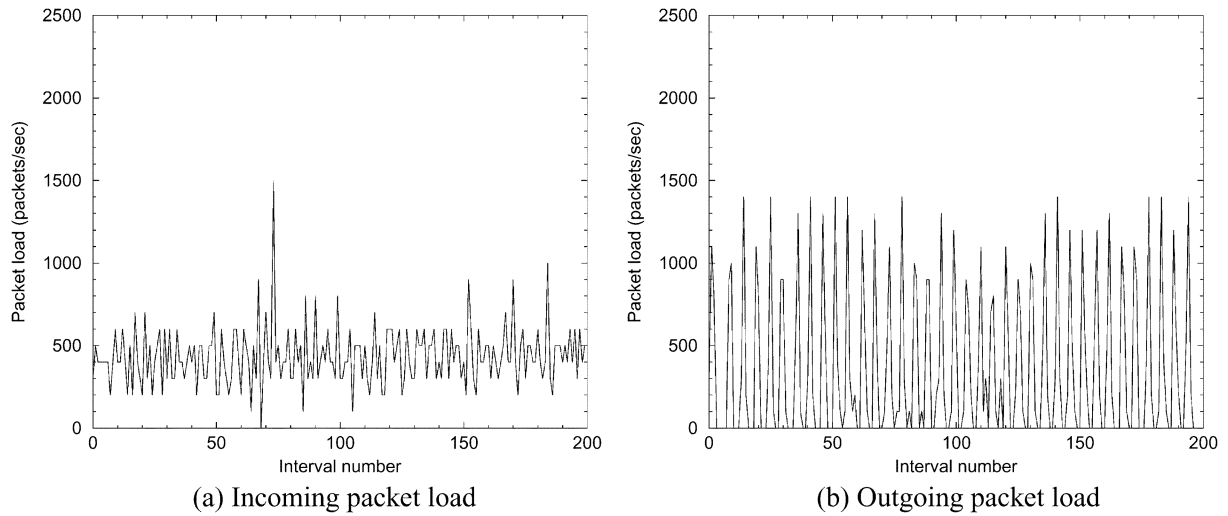 2500
2000
1500
1000
500
0
Packet load (packets/sec)
0 50 100 150 200
Interval number
(a) Incoming packet load
2500
2000
1500
1000
500
0
Packet load (packets/sec)
0 50 100 150 200
Interval number
(b) Outgoing packet load